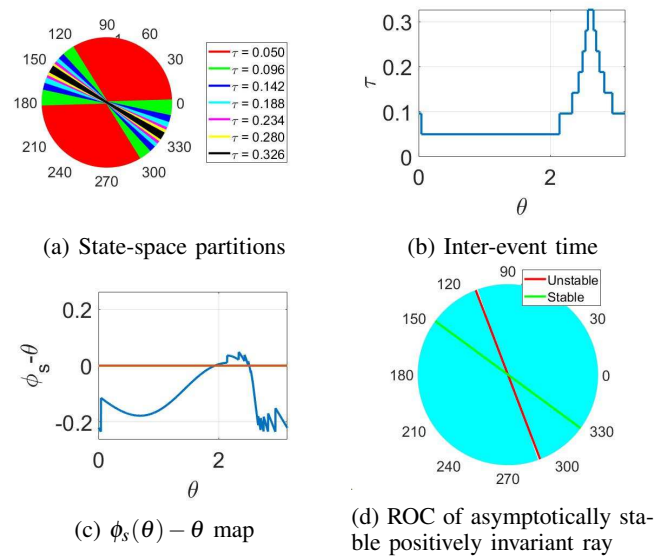 90
120
60
150
30
180
0
210
330
240
300
270
1
τ = 0.050
τ = 0.096
τ = 0.142
τ = 0.188
τ = 0.234
τ = 0.280
τ = 0.326
(a) State-space partitions
0.3
0.2
0.1
0
τ
0
2
θ
(b) Inter-event time
0.2
0
-0.2
ϕs-θ
0
2
θ
(c) ϕs(θ) − θ map
90
120
150
30
180
0
210
330
240
300
270
Unstable
Stable
(d) ROC of asymptotically sta-
ble positively invariant ray